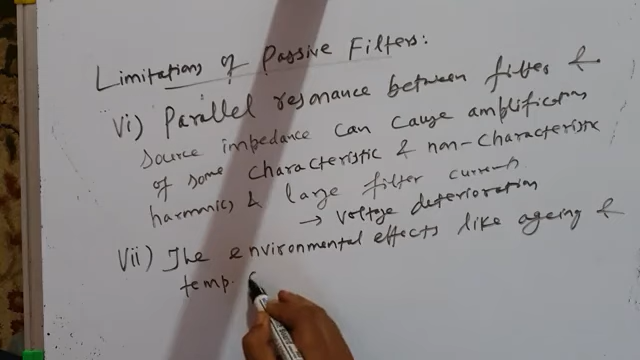 Limitations of Passive Filters:
vi) Parallel resonance between filter &
source impedance can cause amplification
of some characteristic & non-characteristic
harmonics & large filter currents
→ voltage deterioration
vii) The environmental effects like ageing &
temp.